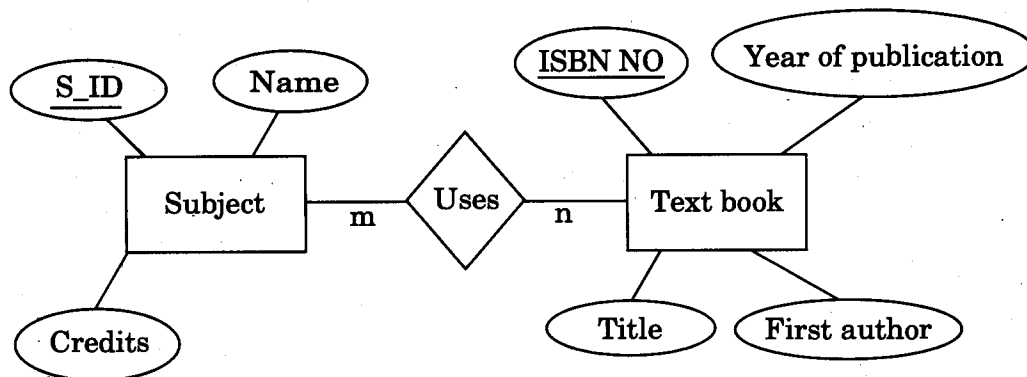 S_ID
Name
ISBN NO
Year of publication
Subject
m
Uses
n
Text book
Credits
Title
First author